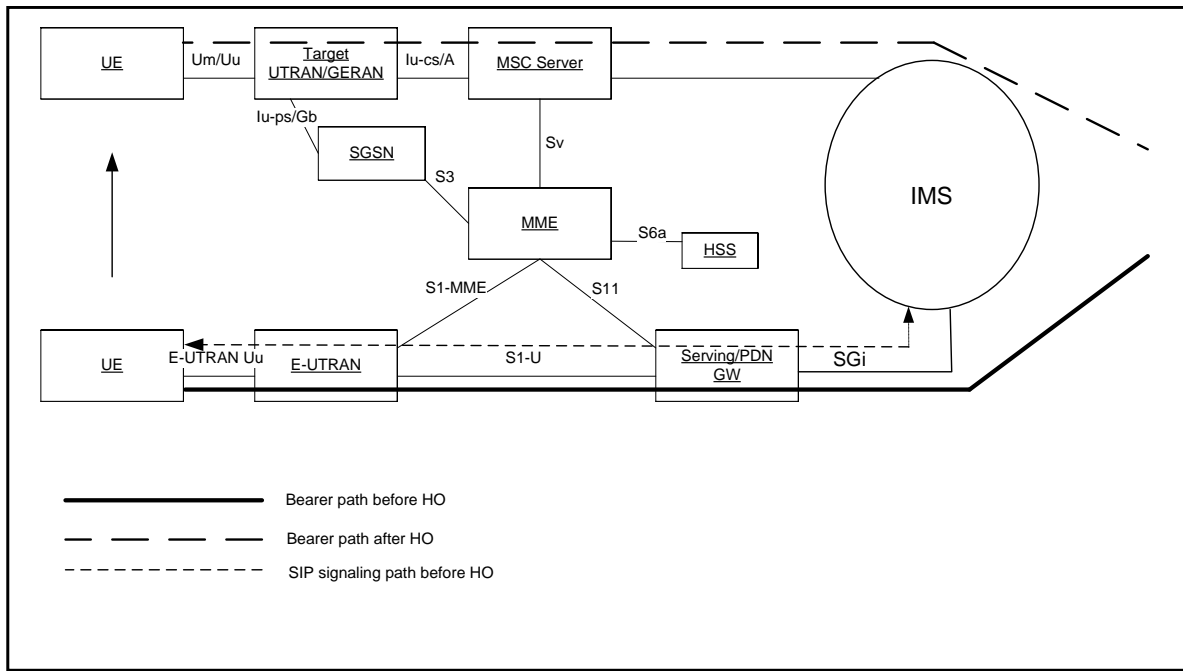 UE
Um/Uu
Target
UTRAN/GERAN
Iu-cs/A
MSC Server
Iu-ps/Gb
SGSN
S3
Sv
MME
S6a
HSS
IMS
S1-MME
S11
UE
E-UTRAN Uu
E-UTRAN
S1-U
Serving/PDN
GW
SGi
Bearer path before HO
Bearer path after HO
SIP signaling path before HO